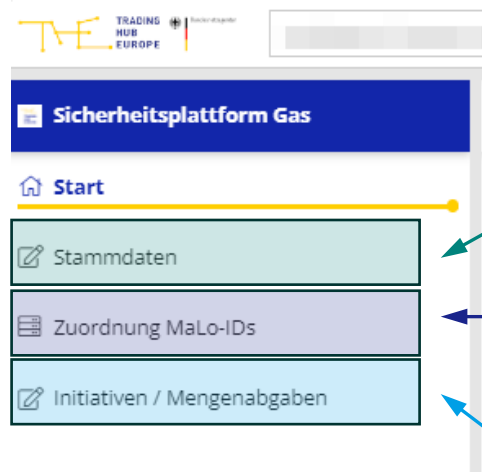 TRADING
HUB
EUROPE
Sicherheitsplattform Gas
Start
Stammdaten
Zuordnung MaLo-IDs
Initiativen / Mengenabgaben